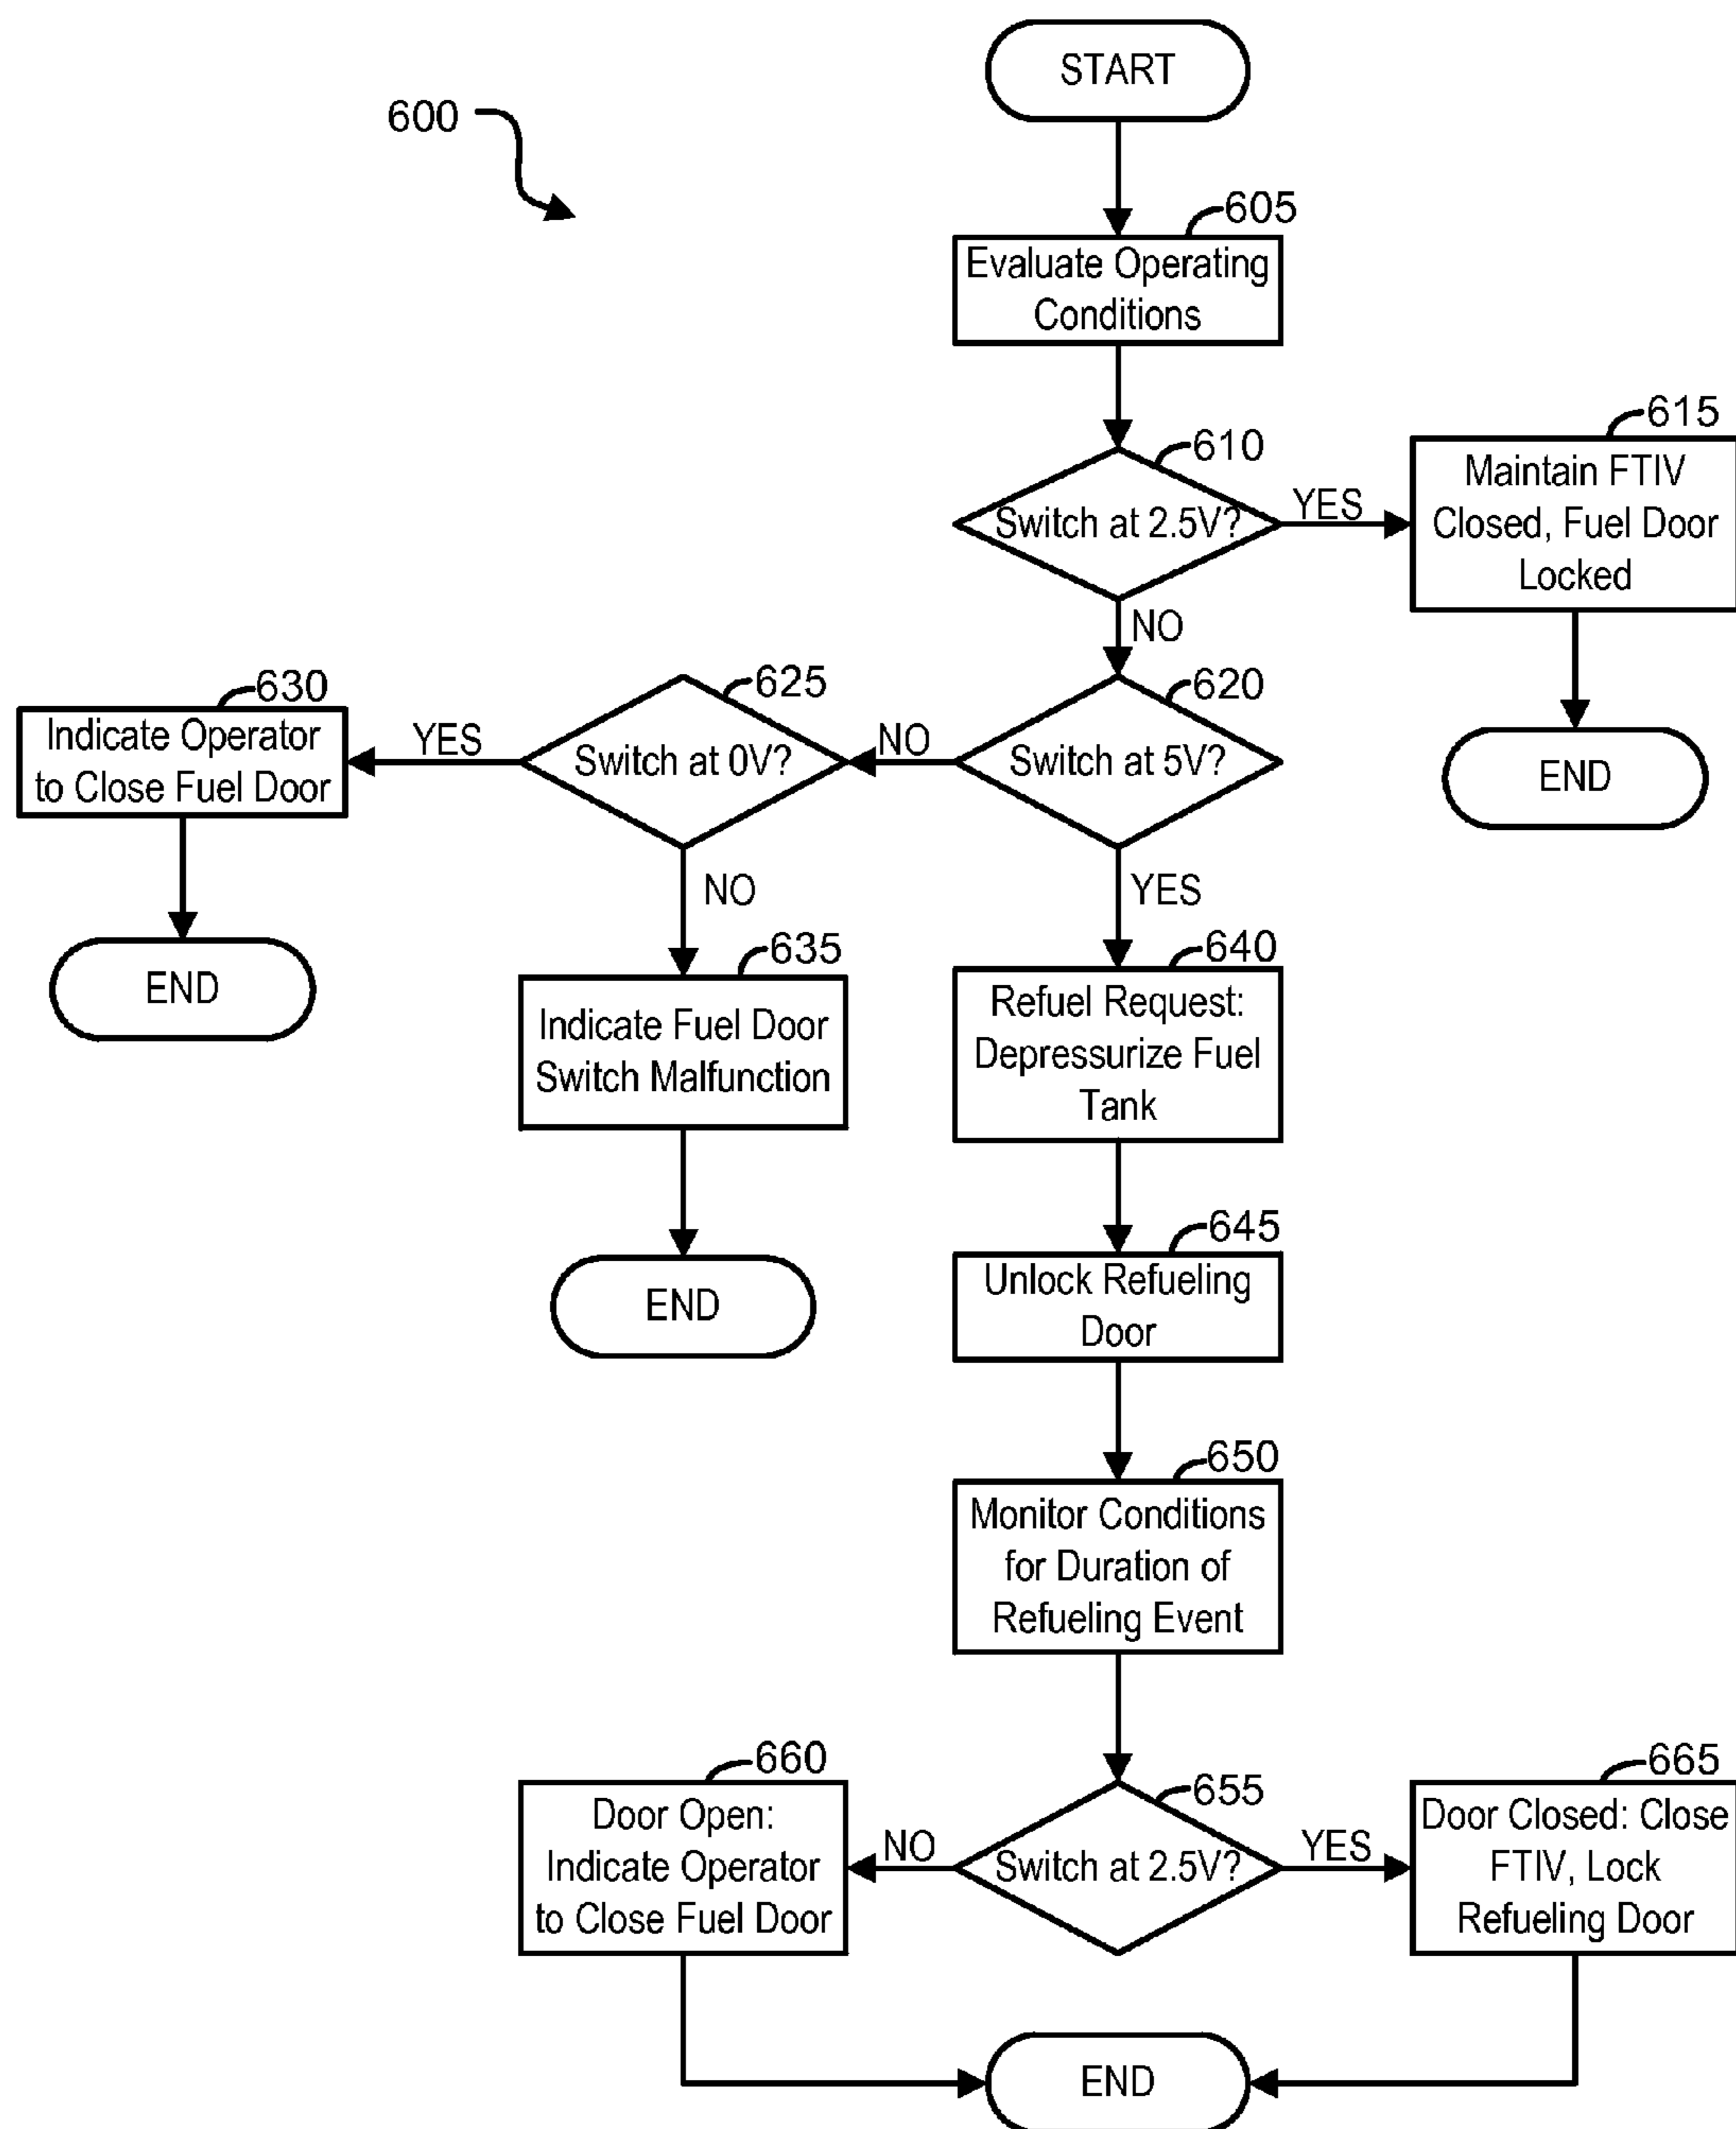 START
600
605
Evaluate Operating
Conditions
610
Switch at 2.5V?
YES
615
Maintain FTIV
Closed, Fuel Door
Locked
NO
END
620
Switch at 5V?
NO
625
Switch at 0V?
YES
630
Indicate Operator
to Close Fuel Door
END
NO
635
Indicate Fuel Door
Switch Malfunction
END
YES
640
Refuel Request:
Depressurize Fuel
Tank
645
Unlock Refueling
Door
650
Monitor Conditions
for Duration of
Refueling Event
655
Switch at 2.5V?
NO
660
Door Open:
Indicate Operator
to Close Fuel Door
YES
665
Door Closed: Close
FTIV, Lock
Refueling Door
END